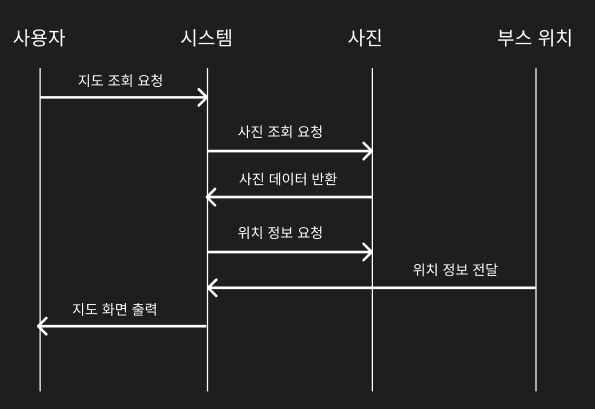 사용자 시스템 사진 부스 위치
지도 조회 요청
사진 조회 요청
사진 데이터 반환
위치 정보 요청
위치 정보 전달
지도 화면 출력